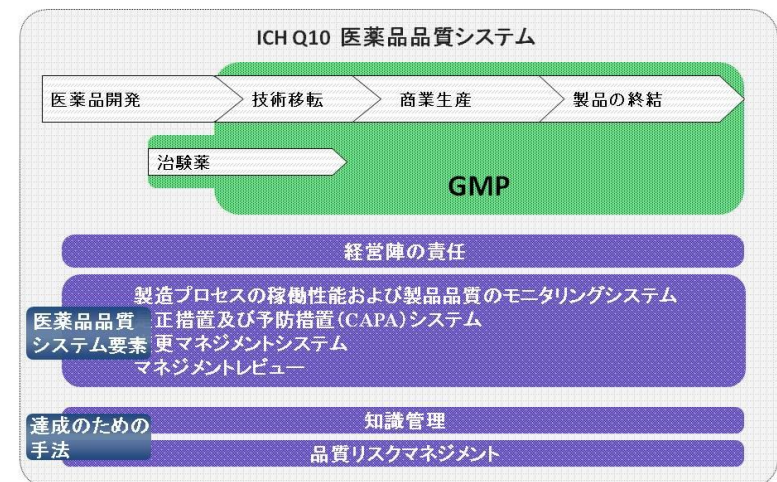 ICH Q10 医薬品品質システム
医薬品開発
技術移転
商業生産
製品の終結
治験薬
GMP
経営陣の責任
医薬品品質
システム要素
製造プロセスの稼働性能および製品品質のモニタリングシステム
正措置及び予防措置(CAPA)システム
更マネジメントシステム
マネジメントレビュー
達成のための
手法
知識管理
品質リスクマネジメント